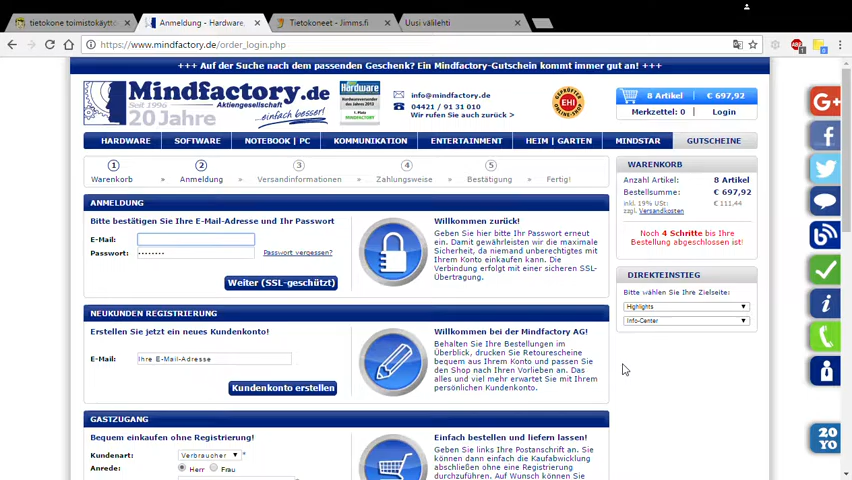 tietokone toimistokäyttö
Anmeldung - Hardware,
Tietokoneet - Jimms.fi
Uusi välilehti
https://www.mindfactory.de/order_login.php
+++ Auf der Suche nach dem passenden Geschenk? Ein Mindfactory-Gutschein kommt immer gut an! +++
Mindfactory.de
Seit 1996
Aktiengesellschaft
20 Jahre
...einfach besser!
Hardware
info@mindfactory.de
04421 / 91 31 010
Wir rufen Sie auch zurück >
GEPRÜFTER
EHI
ONLINE-SHOP
8 Artikel
€ 697,92
Merkzettel: 0
Login
HARDWARE
SOFTWARE
NOTEBOOK | PC
KOMMUNIKATION
ENTERTAINMENT
HEIM | GARTEN
MINDSTAR
GUTSCHEINE
1
2
3
4
5
Warenkorb
»
Anmeldung
»
Versandinformationen
»
Zahlungsweise
»
Bestätigung
»
Fertig!
ANMELDUNG
Bitte bestätigen Sie Ihre E-Mail-Adresse und Ihr Passwort
E-Mail:
Passwort:
Passwort vergessen?
Weiter (SSL-geschützt)
Willkommen zurück!
Geben Sie hier bitte Ihr Passwort erneut
ein. Damit gewährleisten wir die maximale
Sicherheit, da niemand unberechtigtes mit
Ihrem Konto einkaufen kann. Die
Verbindung erfolgt mit einer sicheren SSL-
Übertragung.
NEUKUNDEN REGISTRIERUNG
Erstellen Sie jetzt ein neues Kundenkonto!
E-Mail:
Ihre E-Mail-Adresse
Kundenkonto erstellen
Willkommen bei der Mindfactory AG!
Behalten Sie Ihre Bestellungen im
Überblick, drucken Sie Retourescheine
bequem aus Ihrem Konto und passen Sie
den Shop nach Ihren Vorlieben an. Das
alles und viel mehr erwartet Sie mit Ihrem
persönlichen Kundenkonto.
GASTZUGANG
Bequem einkaufen ohne Registrierung?
Kundenart:
Verbraucher
*
Anrede:
Herr
Frau
Einfach bestellen und liefern lassen!
Geben Sie links Ihre Postanschrift an. Sie
können dann einfach die Kaufabwicklung
abschließen ohne eine Registrierung
durchzuführen. Auf Wunsch können Sie
WARENKORB
Anzahl Artikel:
8 Artikel
Bestellsumme:
€ 697,92
inkl. 19% USt:
€ 111,44
zzgl. Versandkosten
Noch 4 Schritte bis Ihre
Bestellung abgeschlossen ist!
DIREKTEINSTIEG
Bitte wählen Sie Ihre Zielseite:
Highlights
Info-Center
G+
20
YO